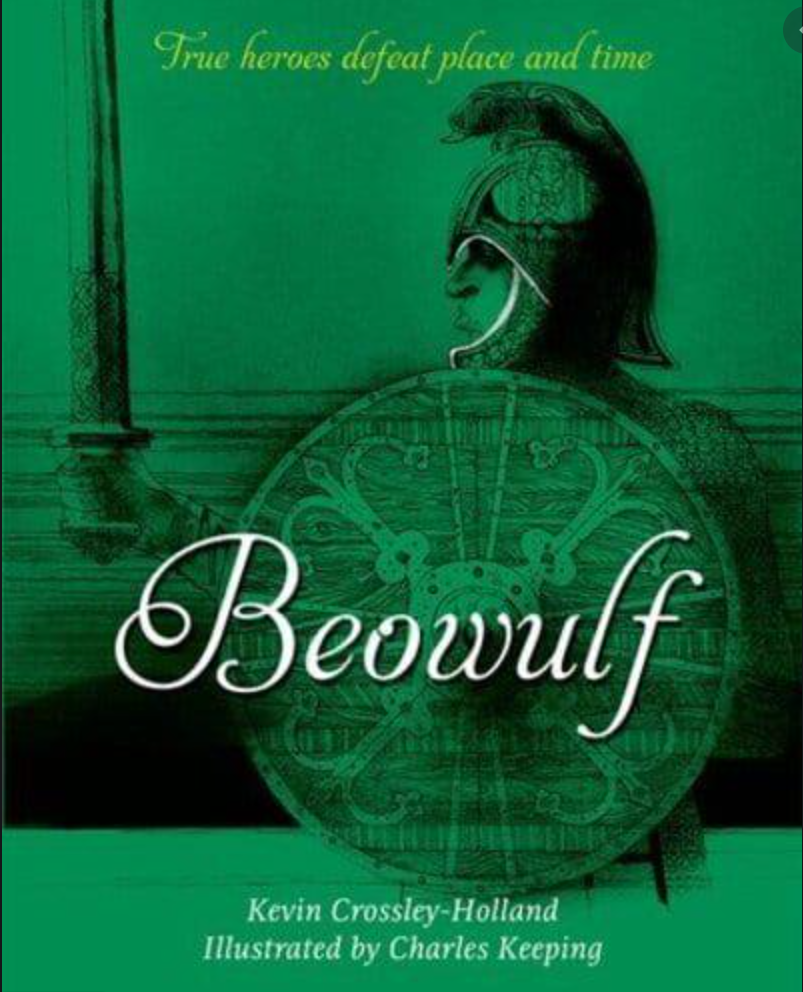 True heroes defeat place and time
Beowulf
Kevin Crossley-Holland
Illustrated by Charles Keeping